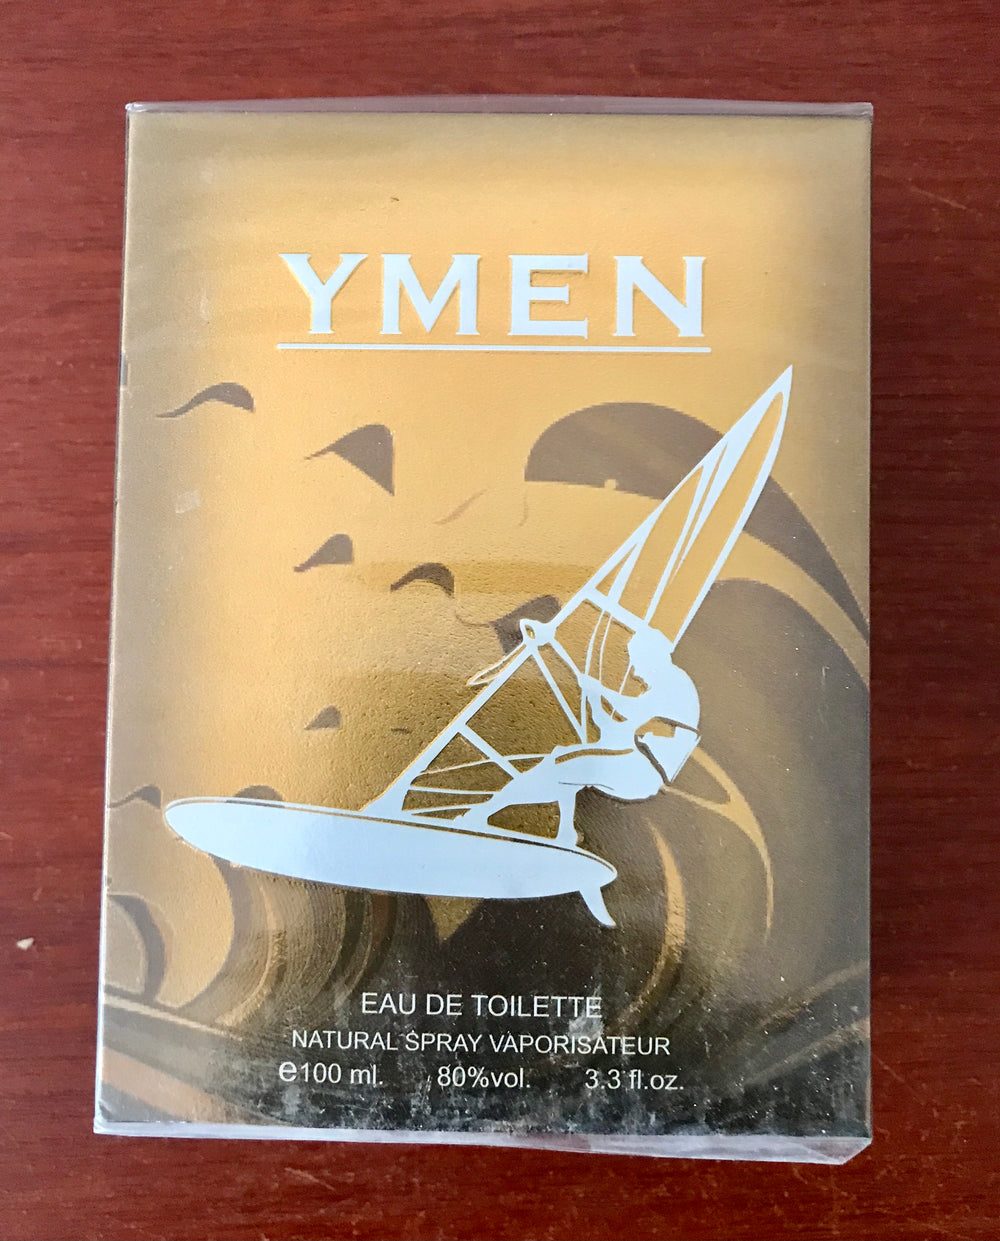 YMEN
EAU DE TOILETTE
NATURAL SPRAY VAPORISATEUR
℮100 ml. 80%vol. 3.3 fl.oz.